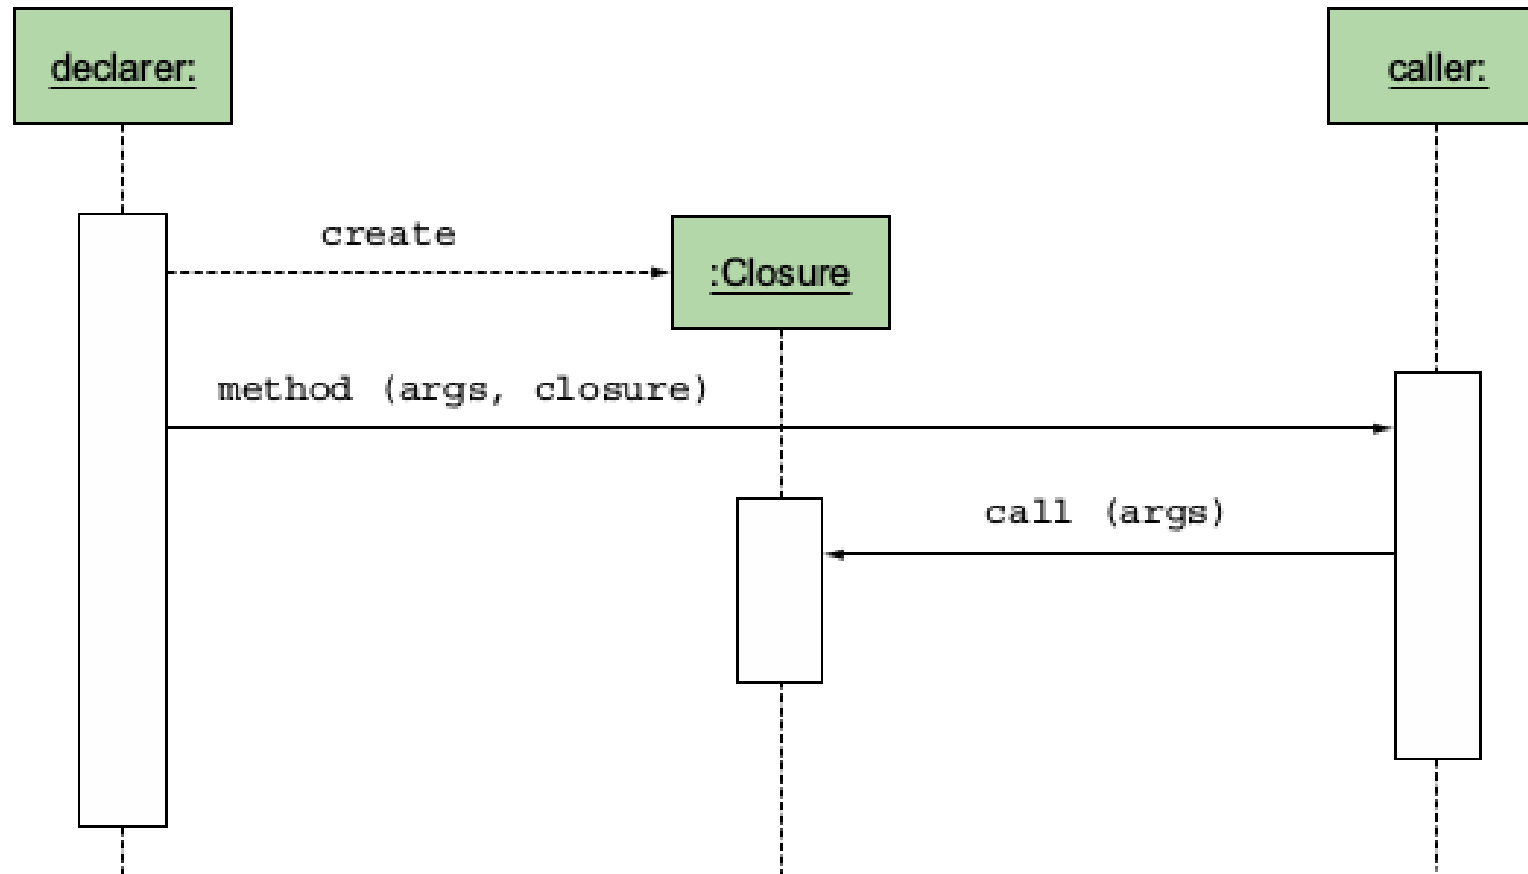 declarer:
caller:
create
:Closure
method (args, closure)
call (args)